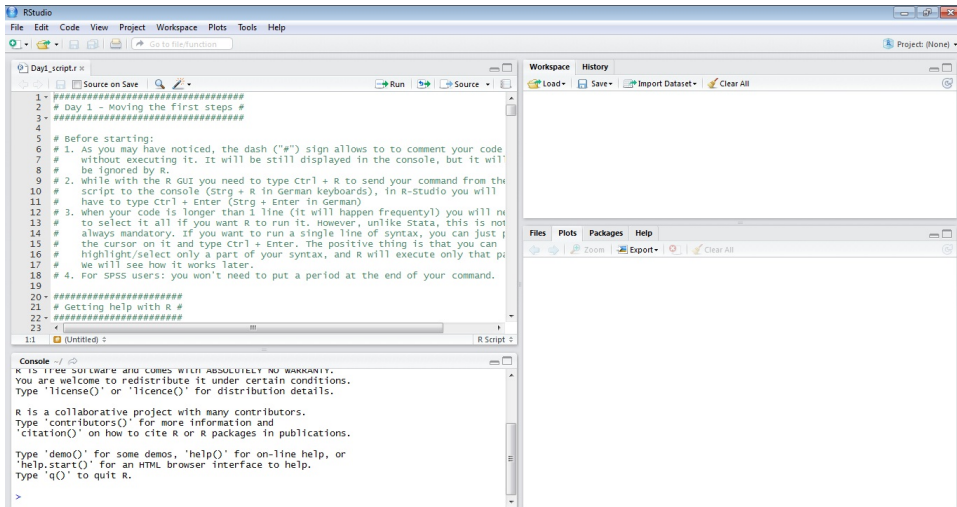 RStudio
File Edit Code View Project Workspace Plots Tools Help
Go to file/function
Project: (None)
Day1_script.r
Source on Save
Run
Source
1 ##################################
2 # Day 1 - Moving the first steps #
3 ##################################
4
5 # Before starting:
6 # 1. As you may have noticed, the dash ("#") sign allows to to comment your code
7 # without executing it. It will be still displayed in the console, but it will
8 # be ignored by R.
9 # 2. While with the R GUI you need to type Ctrl + R to send your command from the
10 # script to the console (Strg + R in German keyboards), in R-Studio you will
11 # have to type Ctrl + Enter (Strg + Enter in German)
12 # 3. When your code is longer than 1 line (it will happen frequentyl) you will ne
13 # to select it all if you want R to run it. However, unlike Stata, this is not
14 # always mandatory. If you want to run a single line of syntax, you can just p
15 # the cursor on it and type Ctrl + Enter. The positive thing is that you can
16 # highlight/select only a part of your syntax, and R will execute only that pa
17 # We will see how it works later.
18 # 4. For SPSS users: you won't need to put a period at the end of your command.
19
20 #######################
21 # Getting help with R #
22 #######################
23
1:1 (Untitled) R Script
Console ~/
R is free software and comes with ABSOLUTELY NO WARRANTY.
You are welcome to redistribute it under certain conditions.
Type 'license()' or 'licence()' for distribution details.
R is a collaborative project with many contributors.
Type 'contributors()' for more information and
'citation()' on how to cite R or R packages in publications.
Type 'demo()' for some demos, 'help()' for on-line help, or
'help.start()' for an HTML browser interface to help.
Type 'q()' to quit R.
>
Workspace History
Load Save Import Dataset Clear All
Files Plots Packages Help
Zoom Export Clear All